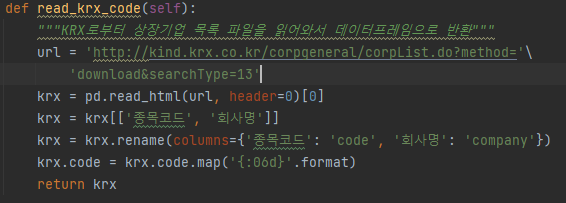 def read_krx_code(self):
    """KRX로부터 상장기업 목록 파일을 읽어와서 데이터프레임으로 반환"""
    url = 'http://kind.krx.co.kr/corpgeneral/corpList.do?method='\
        'download&searchType=13'
    krx = pd.read_html(url, header=0)[0]
    krx = krx[['종목코드', '회사명']]
    krx = krx.rename(columns={'종목코드': 'code', '회사명': 'company'})
    krx.code = krx.code.map('{:06d}'.format)
    return krx